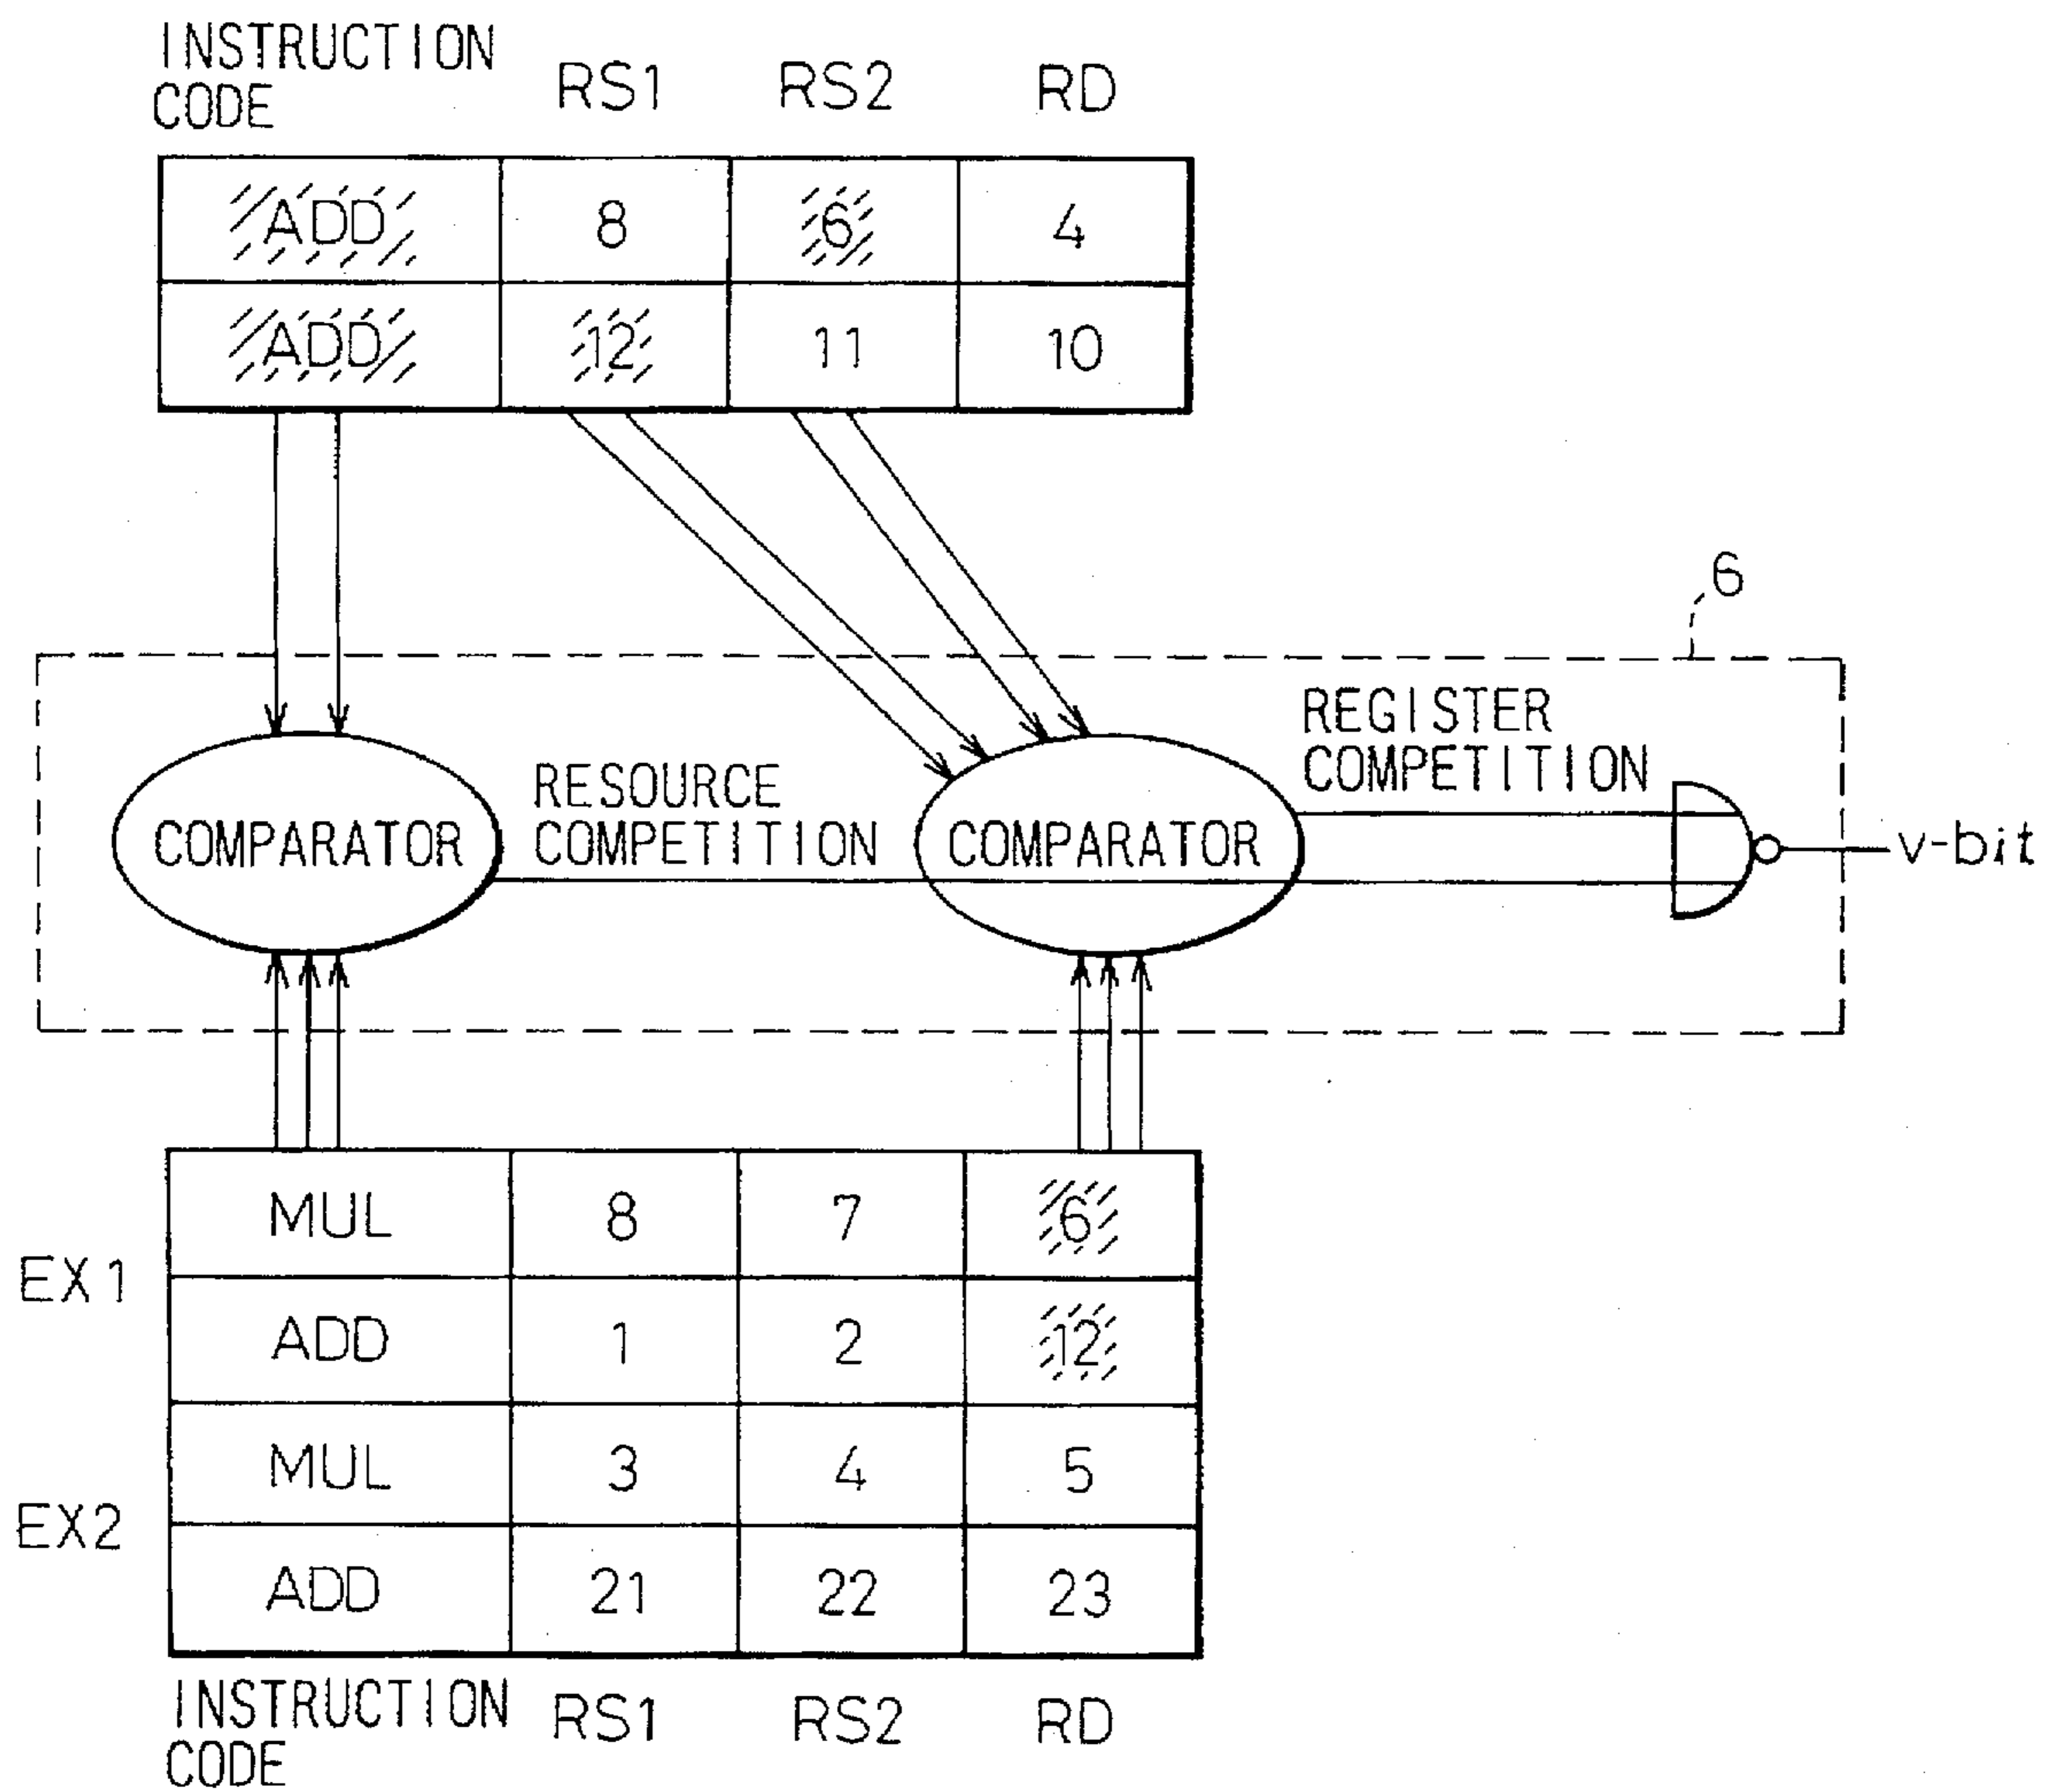 INSTRUCTION
CODE
RS1
RS2
RD
ADD 8 6 4
ADD 12 11 10
6
REGISTER
COMPETITION
RESOURCE
COMPETITION
COMPARATOR
COMPARATOR
v-bit
EX1
MUL 8 7 6
ADD 1 2 12
EX2
MUL 3 4 5
ADD 21 22 23
INSTRUCTION
CODE
RS1
RS2
RD